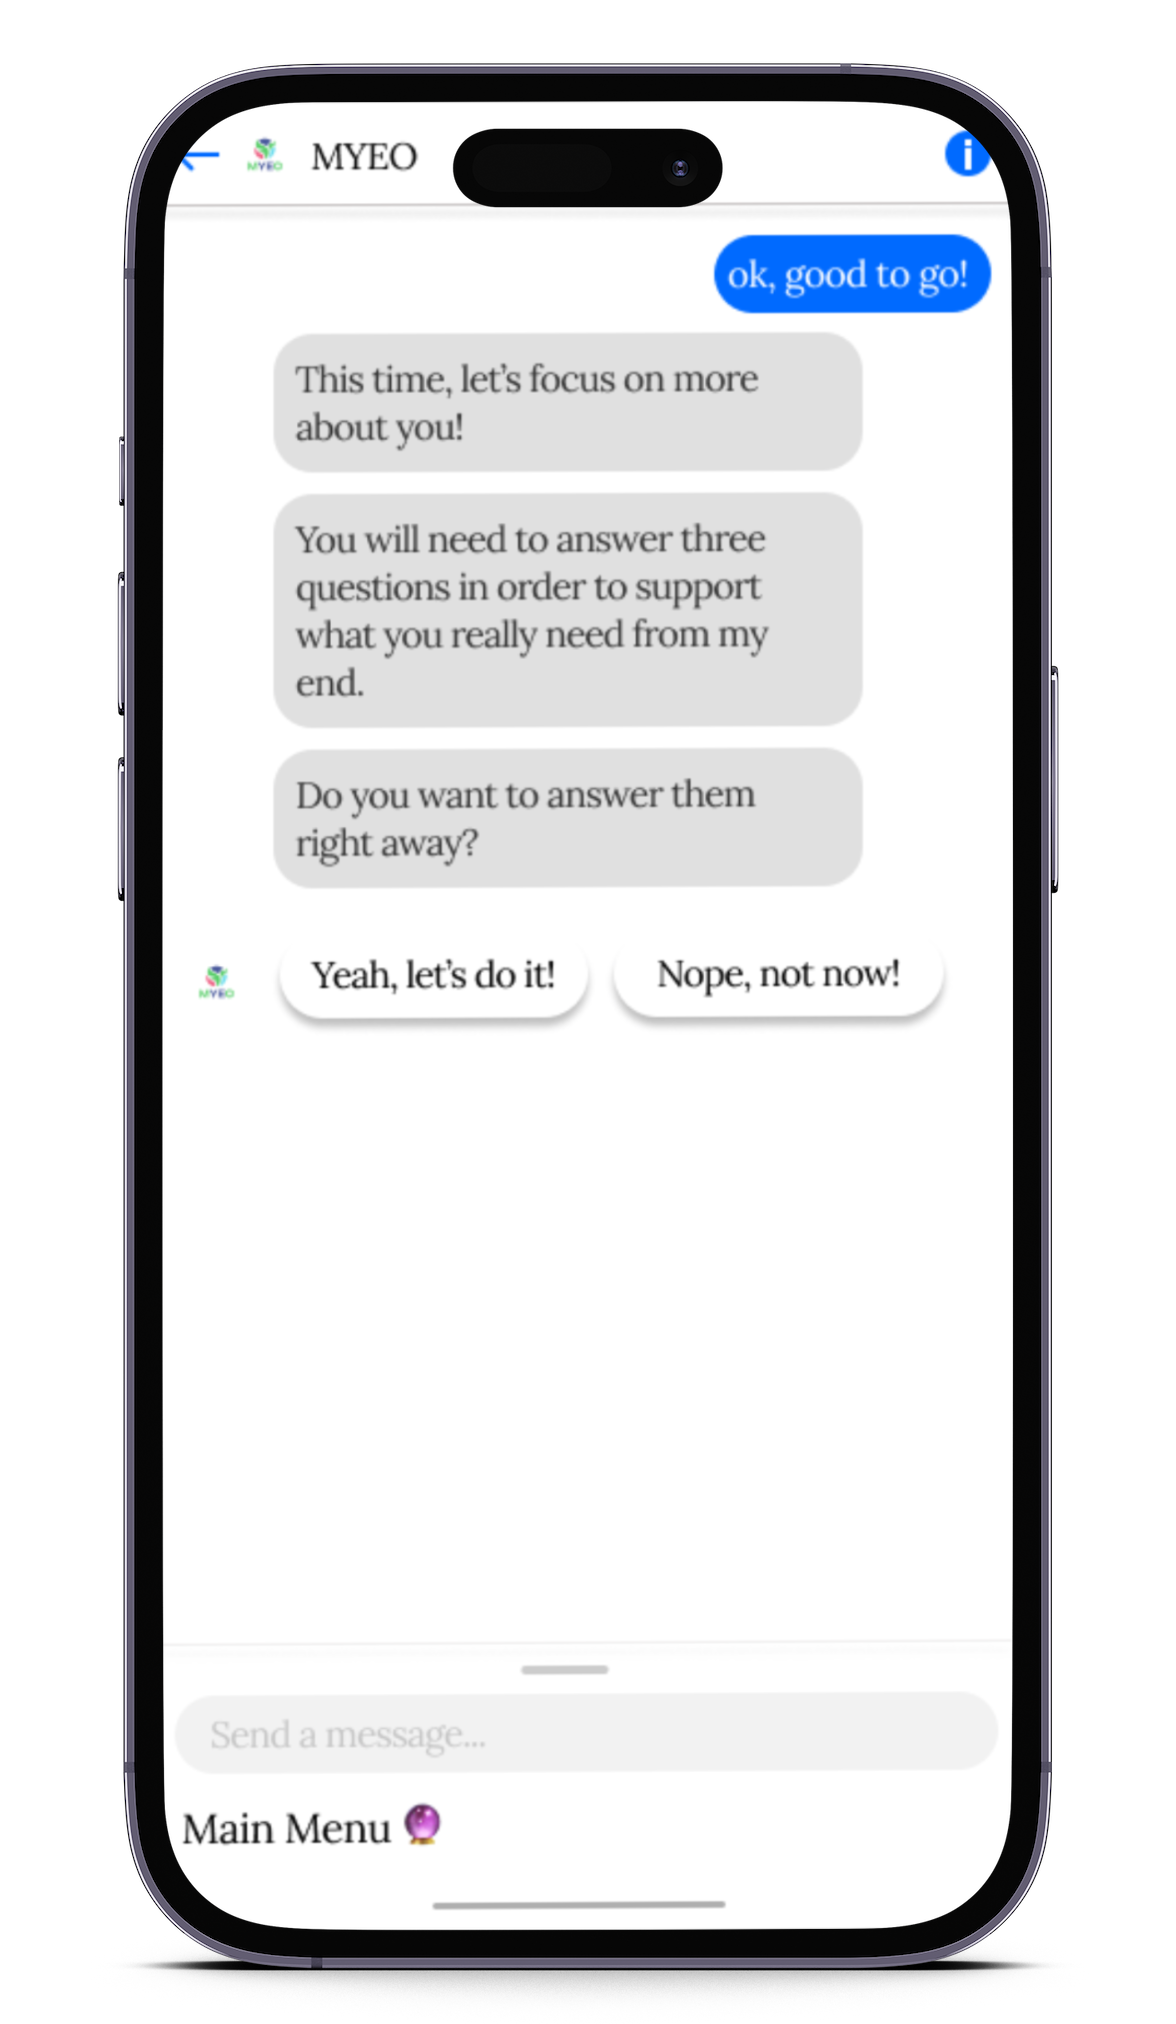 MYEO
MYEO
ok, good to go!
This time, let's focus on more
about you!
You will need to answer three
questions in order to support
what you really need from my
end.
Do you want to answer them
right away?
MYEO
Yeah, let's do it!
Nope, not now!
Send a message...
Main Menu